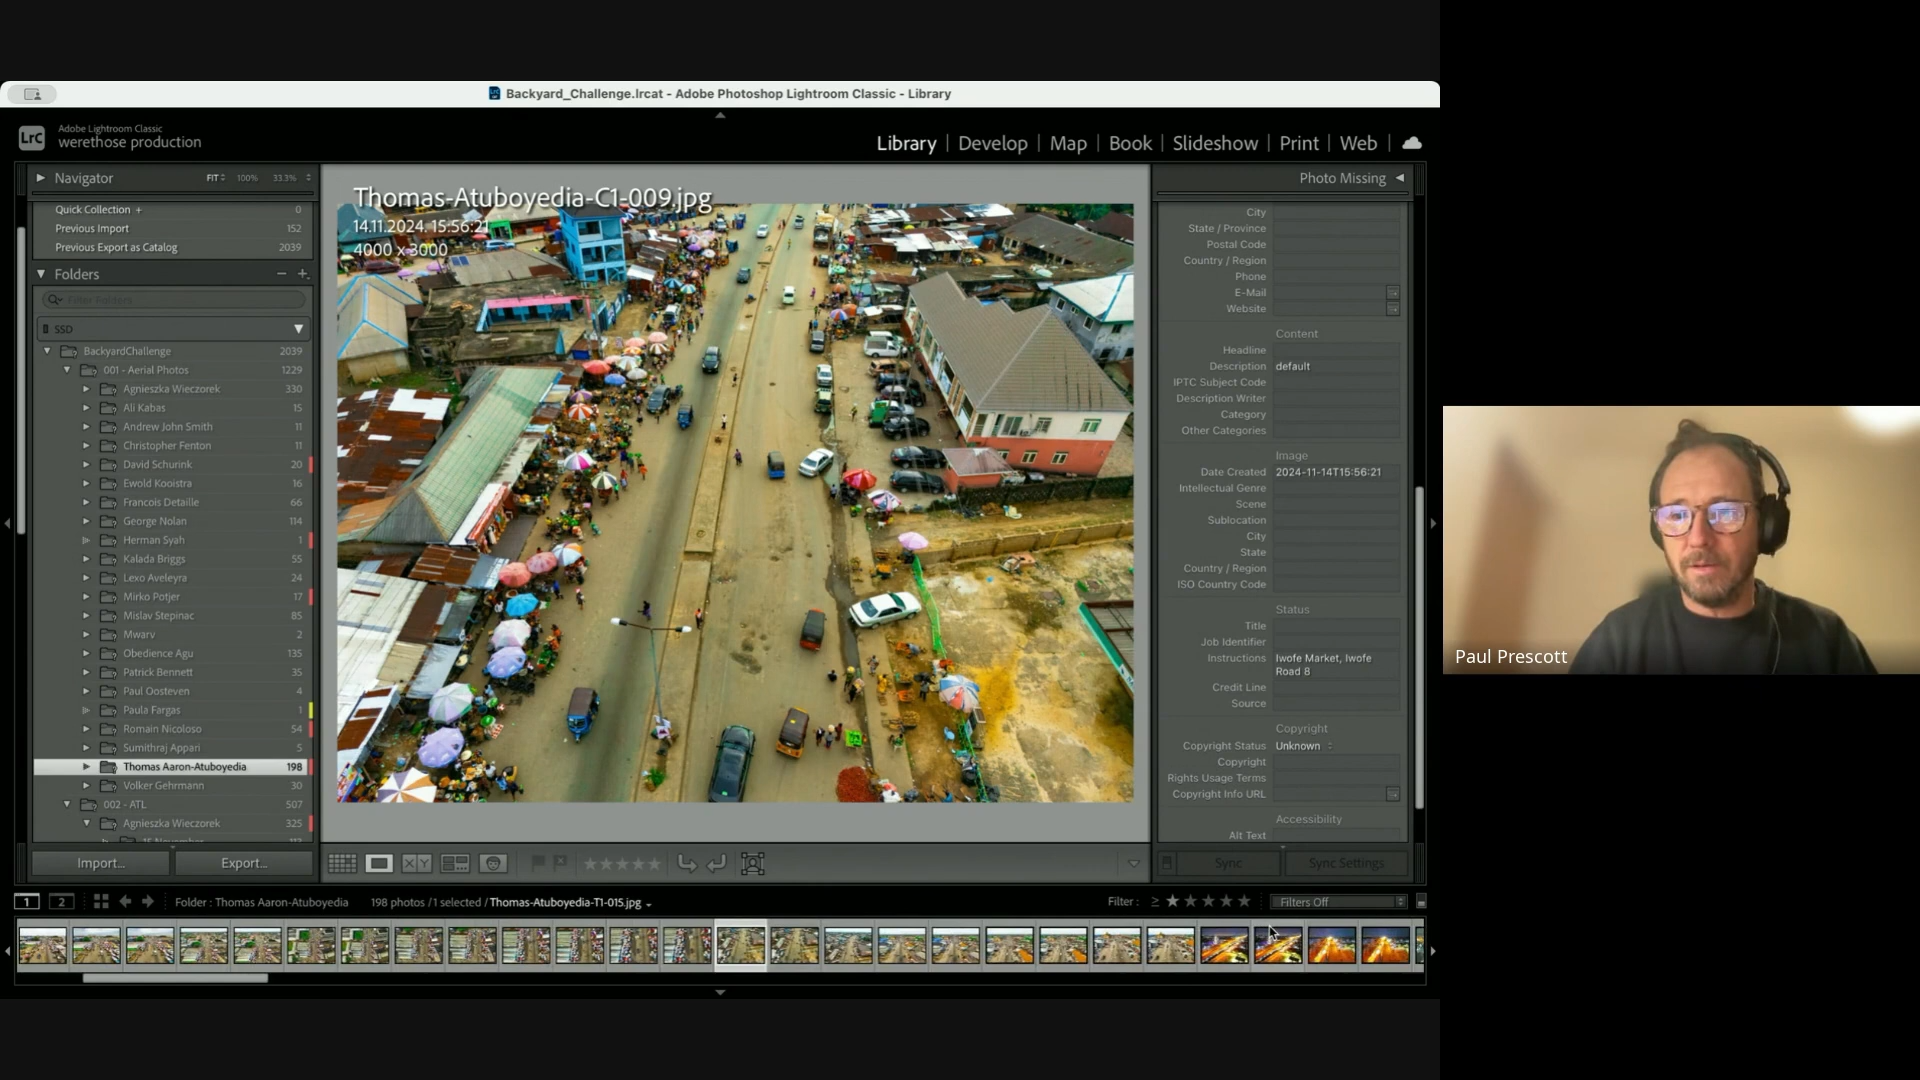 Backyard_Challenge.lrcat - Adobe Photoshop Lightroom Classic - Library
LrC
Adobe Lightroom Classic
werethose production
Library | Develop | Map | Book | Slideshow | Print | Web |
Navigator FIT 100% 33.3%
Quick Collection + 0
Previous Import 152
Previous Export as Catalog 2039
Folders
Filter Folders
SSD
BackyardChallenge 2039
001 - Aerial Photos 1229
Agnieszka Wieczorek 330
Ali Kabas 15
Andrew John Smith 11
Christopher Fenton 11
David Schurink 20
Ewold Kooistra 16
Francois Detaille 66
George Nolan 114
Herman Syah 1
Kalada Briggs 55
Lexo Aveleyra 24
Mirko Potjer 17
Mislav Stepinac 85
Mwarv 2
Obedience Agu 135
Patrick Bennett 35
Paul Oosteven 4
Paula Fargas 1
Romain Nicoloso 54
Sumithraj Appari 5
Thomas Aaron-Atuboyedia 198
Volker Gehrmann 30
002 - ATL 507
Agnieszka Wieczorek 325
Import... Export...
Thomas-Atuboyedia-C1-009.jpg
14.11.2024. 15:56:21
4000 x 3000
Photo Missing
City
State / Province
Postal Code
Country / Region
Phone
E-Mail
Website
Content
Headline
Description default
IPTC Subject Code
Description Writer
Category
Other Categories
Image
Date Created 2024-11-14T15:56:21
Intellectual Genre
Scene
Sublocation
City
State
Country / Region
ISO Country Code
Status
Title
Job Identifier
Instructions Iwofe Market, Iwofe
Road 8
Credit Line
Source
Copyright
Copyright Status Unknown
Copyright
Rights Usage Terms
Copyright Info URL
Accessibility
Alt Text
Sync Sync Settings
X Y
1 2 Folder : Thomas Aaron-Atuboyedia 198 photos /1 selected / Thomas-Atuboyedia-T1-015.jpg Filter : ≥ Filters Off
Paul Prescott